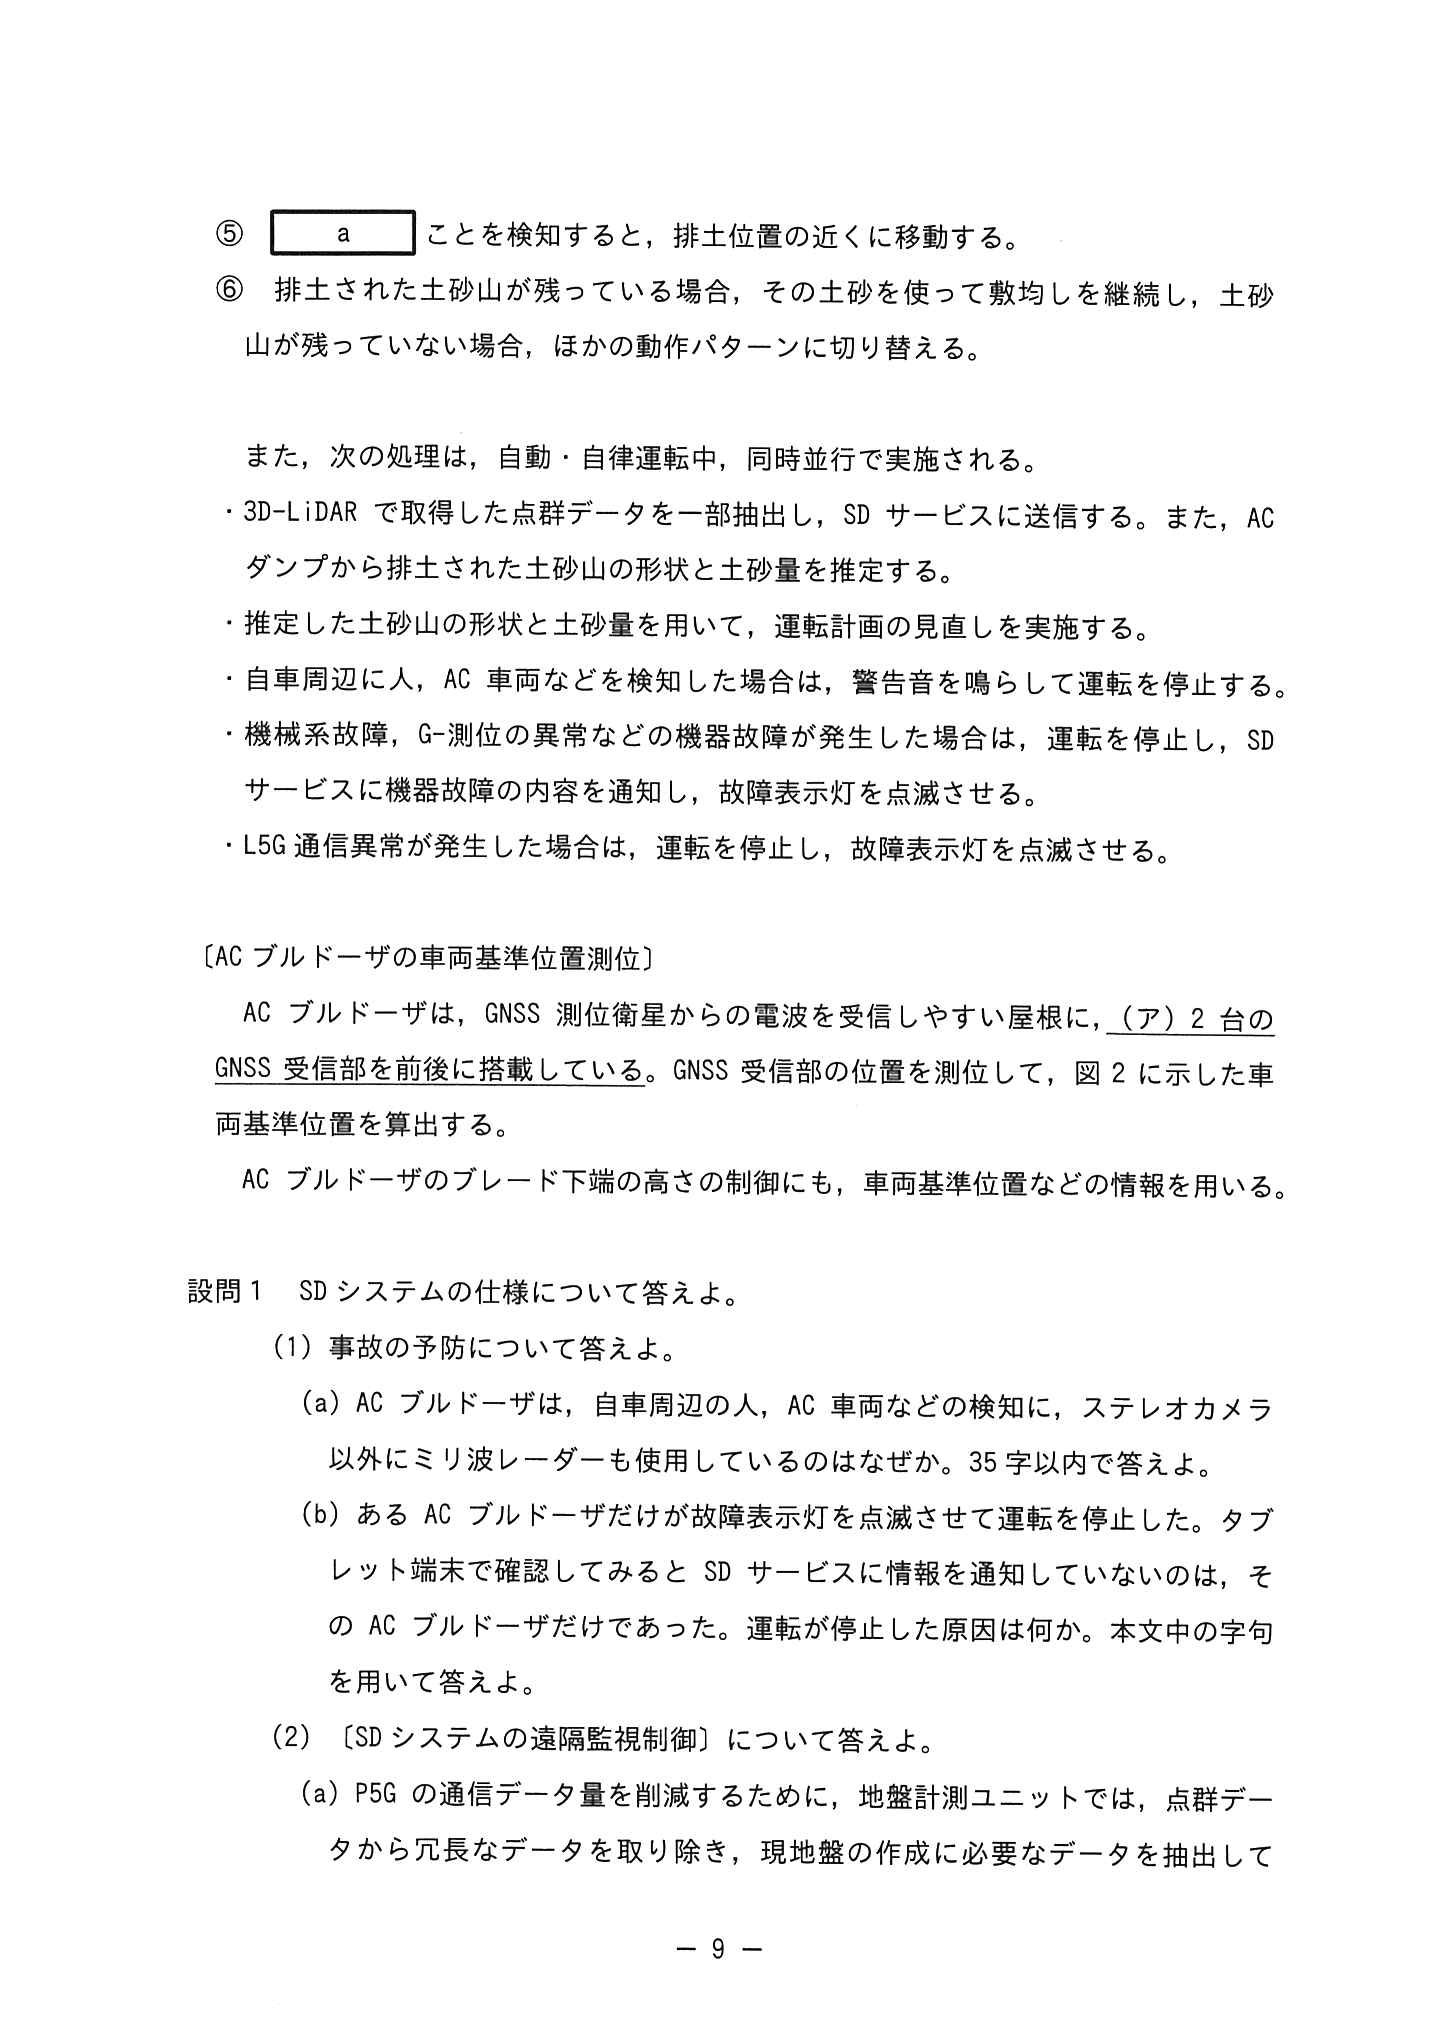 ⑤ a ことを検知すると，排土位置の近くに移動する。
⑥ 排土された土砂山が残っている場合，その土砂を使って敷均しを継続し，土砂
山が残っていない場合，ほかの動作パターンに切り替える。
また，次の処理は，自動・自律運転中，同時並行で実施される。
・3D-LiDAR で取得した点群データを一部抽出し，SD サービスに送信する。また，AC
ダンプから排土された土砂山の形状と土砂量を推定する。
・推定した土砂山の形状と土砂量を用いて，運転計画の見直しを実施する。
・自車周辺に人，AC 車両などを検知した場合は，警告音を鳴らして運転を停止する。
・機械系故障，G-測位の異常などの機器故障が発生した場合は，運転を停止し，SD
サービスに機器故障の内容を通知し，故障表示灯を点滅させる。
・L5G 通信異常が発生した場合は，運転を停止し，故障表示灯を点滅させる。
〔AC ブルドーザの車両基準位置測位〕
AC ブルドーザは，GNSS 測位衛星からの電波を受信しやすい屋根に，（ア）2 台の
GNSS 受信部を前後に搭載している。GNSS 受信部の位置を測位して，図 2 に示した車
両基準位置を算出する。
AC ブルドーザのブレード下端の高さの制御にも，車両基準位置などの情報を用いる。
設問 1 SD システムの仕様について答えよ。
(1) 事故の予防について答えよ。
(a) AC ブルドーザは，自車周辺の人，AC 車両などの検知に，ステレオカメラ
以外にミリ波レーダーも使用しているのはなぜか。35 字以内で答えよ。
(b) ある AC ブルドーザだけが故障表示灯を点滅させて運転を停止した。タブ
レット端末で確認してみると SD サービスに情報を通知していないのは，そ
の AC ブルドーザだけであった。運転が停止した原因は何か。本文中の字句
を用いて答えよ。
(2) 〔SD システムの遠隔監視制御〕について答えよ。
(a) P5G の通信データ量を削減するために，地盤計測ユニットでは，点群デー
タから冗長なデータを取り除き，現地盤の作成に必要なデータを抽出して
－ 9 －